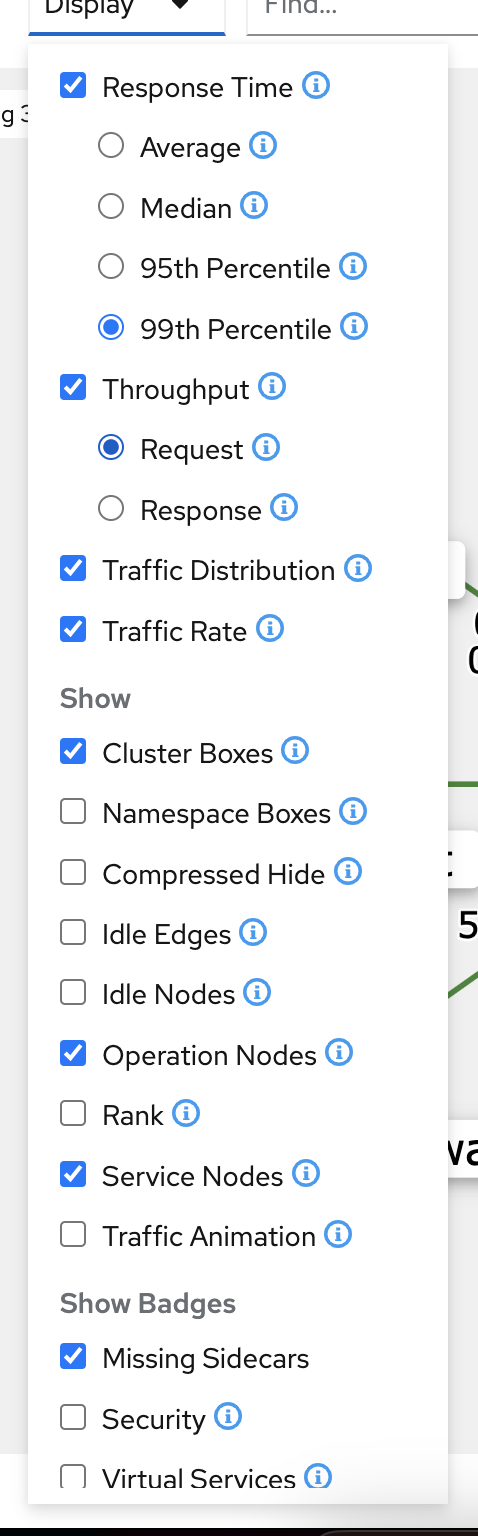 Display
Find...
g 3
Response Time
Average
Median
95th Percentile
99th Percentile
Throughput
Request
Response
Traffic Distribution
Traffic Rate
Show
Cluster Boxes
Namespace Boxes
Compressed Hide
Idle Edges
Idle Nodes
5
Operation Nodes
Rank
wa
Service Nodes
Traffic Animation
Show Badges
Missing Sidecars
Security
Virtual Services